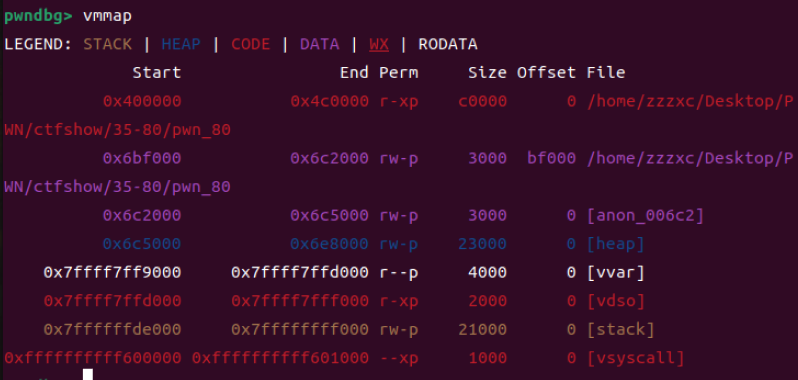 pwndbg> vmmap
LEGEND: STACK | HEAP | CODE | DATA | WX | RODATA
Start End Perm Size Offset File
0x400000 0x4c0000 r-xp c0000 0 /home/zzzxc/Desktop/P
WN/ctfshow/35-80/pwn_80
0x6bf000 0x6c2000 rw-p 3000 bf000 /home/zzzxc/Desktop/P
WN/ctfshow/35-80/pwn_80
0x6c2000 0x6c5000 rw-p 3000 0 [anon_006c2]
0x6c5000 0x6e8000 rw-p 23000 0 [heap]
0x7ffff7ff9000 0x7ffff7ffd000 r--p 4000 0 [vvar]
0x7ffff7ffd000 0x7ffff7fff000 r-xp 2000 0 [vdso]
0x7ffffffde000 0x7ffffffff000 rw-p 21000 0 [stack]
0xffffffffff600000 0xffffffffff601000 --xp 1000 0 [vsyscall]